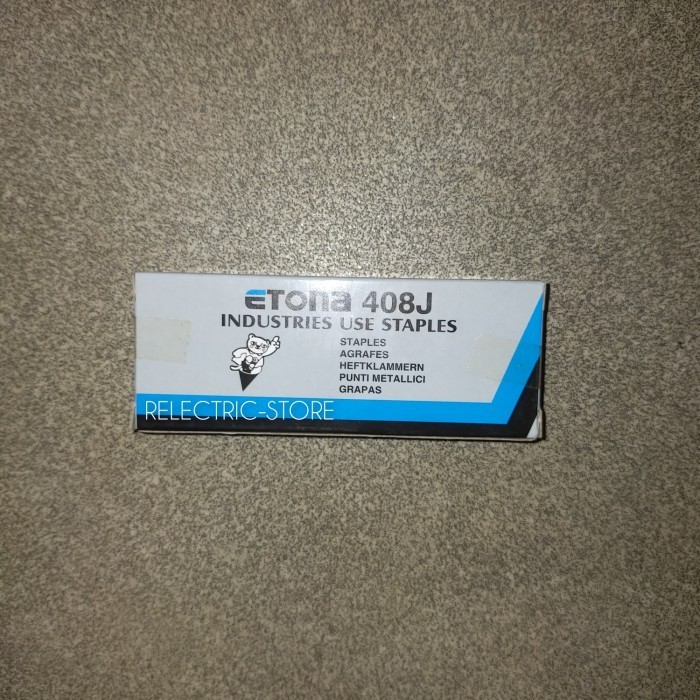 ETona 408J
INDUSTRIES USE STAPLES
STAPLES
AGRAFES
HEFTKLAMMERN
PUNTI METALLICI
GRAPAS
RELECTRIC-STORE